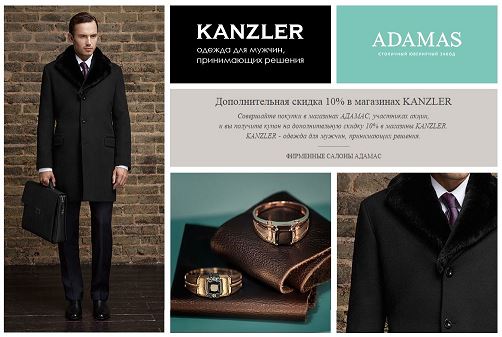 KANZLER
одежда для мужчин,
принимающих решения
ADAMAS
СТОЛИЧНЫЙ ЮВЕЛИРНЫЙ ЗАВОД
Дополнительная скидка 10% в магазинах KANZLER
Совершайте покупки в магазинах АДАМАС, участниках акции,
и вы получите купон на дополнительную скидку 10% в магазины KANZLER.
KANZLER - одежда для мужчин, принимающих решения.
ФИРМЕННЫЕ САЛОНЫ АДАМАС